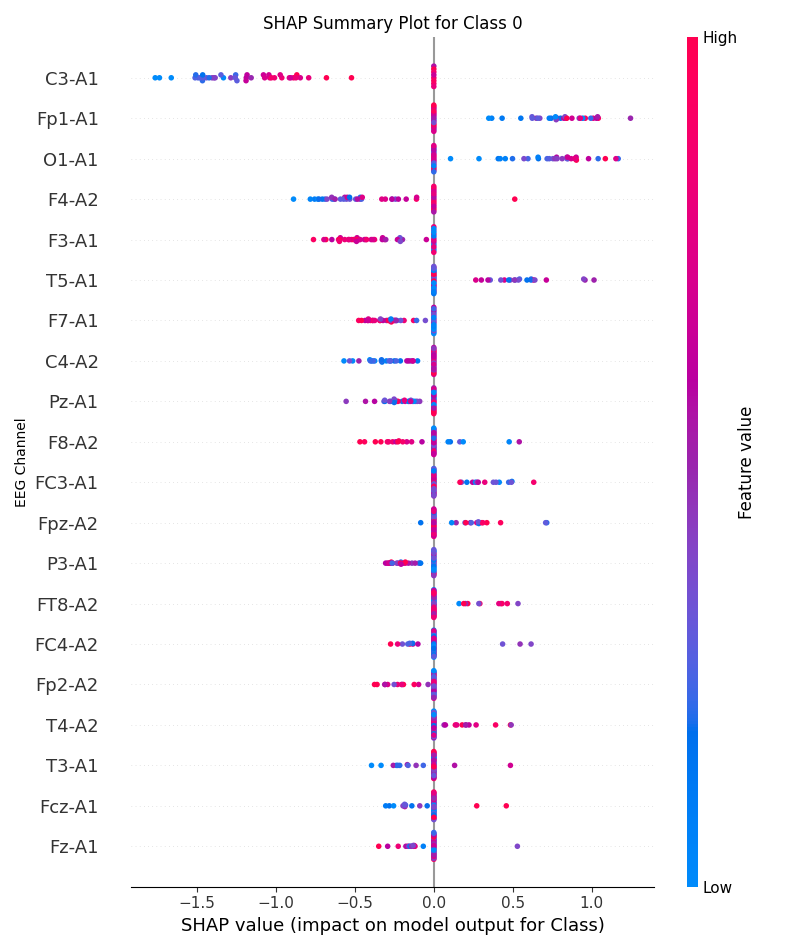 SHAP Summary Plot for Class 0
High
C3-A1
Fp1-A1
O1-A1
F4-A2
F3-A1
T5-A1
F7-A1
C4-A2
Pz-A1
F8-A2
FC3-A1
Fpz-A2
P3-A1
FT8-A2
FC4-A2
Fp2-A2
T4-A2
T3-A1
Fcz-A1
Fz-A1
EEG Channel
Feature value
Low
−1.5 −1.0 −0.5 0.0 0.5 1.0
SHAP value (impact on model output for Class)